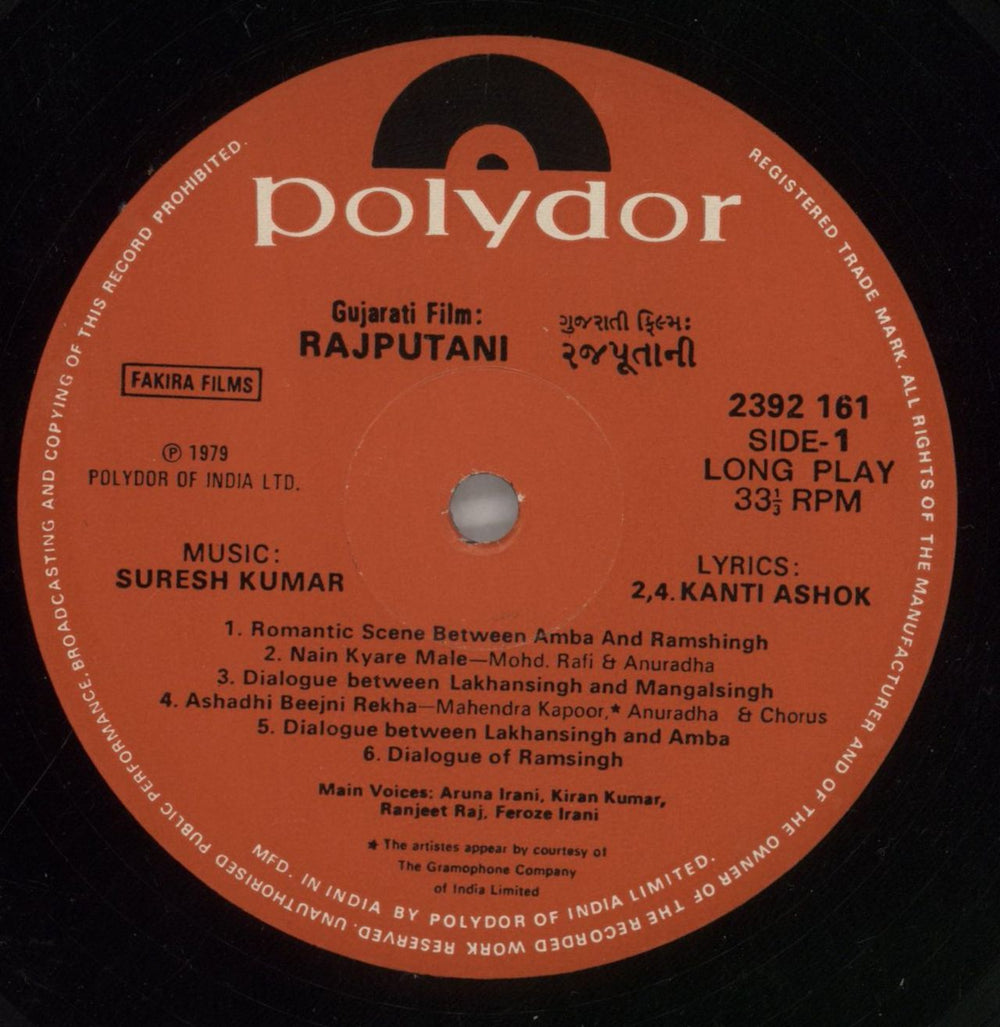 polydor
Gujarati Film:
RAJPUTANI
ગુજરાતી ફિલ્મ:
રજપૂતાની
FAKIRA FILMS
℗ 1979
POLYDOR OF INDIA LTD.
2392 161
SIDE-1
LONG PLAY
33⅓ RPM
MUSIC:
SURESH KUMAR
LYRICS:
2,4. KANTI ASHOK
1. Romantic Scene Between Amba And Ramshingh
2. Nain Kyare Male—Mohd. Rafi & Anuradha
3. Dialogue between Lakhansingh and Mangalsingh
4. Ashadhi Beejni Rekha—Mahendra Kapoor,* Anuradha & Chorus
5. Dialogue between Lakhansingh and Amba
6. Dialogue of Ramsingh
Main Voices: Aruna Irani, Kiran Kumar,
Ranjeet Raj, Feroze Irani
* The artistes appear by courtesy of
The Gramophone Company
of India Limited
MFD. IN INDIA BY POLYDOR OF INDIA LIMITED.
REGISTERED TRADE MARK. ALL RIGHTS OF THE MANUFACTURER AND OF THE OWNER OF THE RECORDED WORK RESERVED. UNAUTHORISED PUBLIC PERFORMANCE, BROADCASTING AND COPYING OF THIS RECORD PROHIBITED.